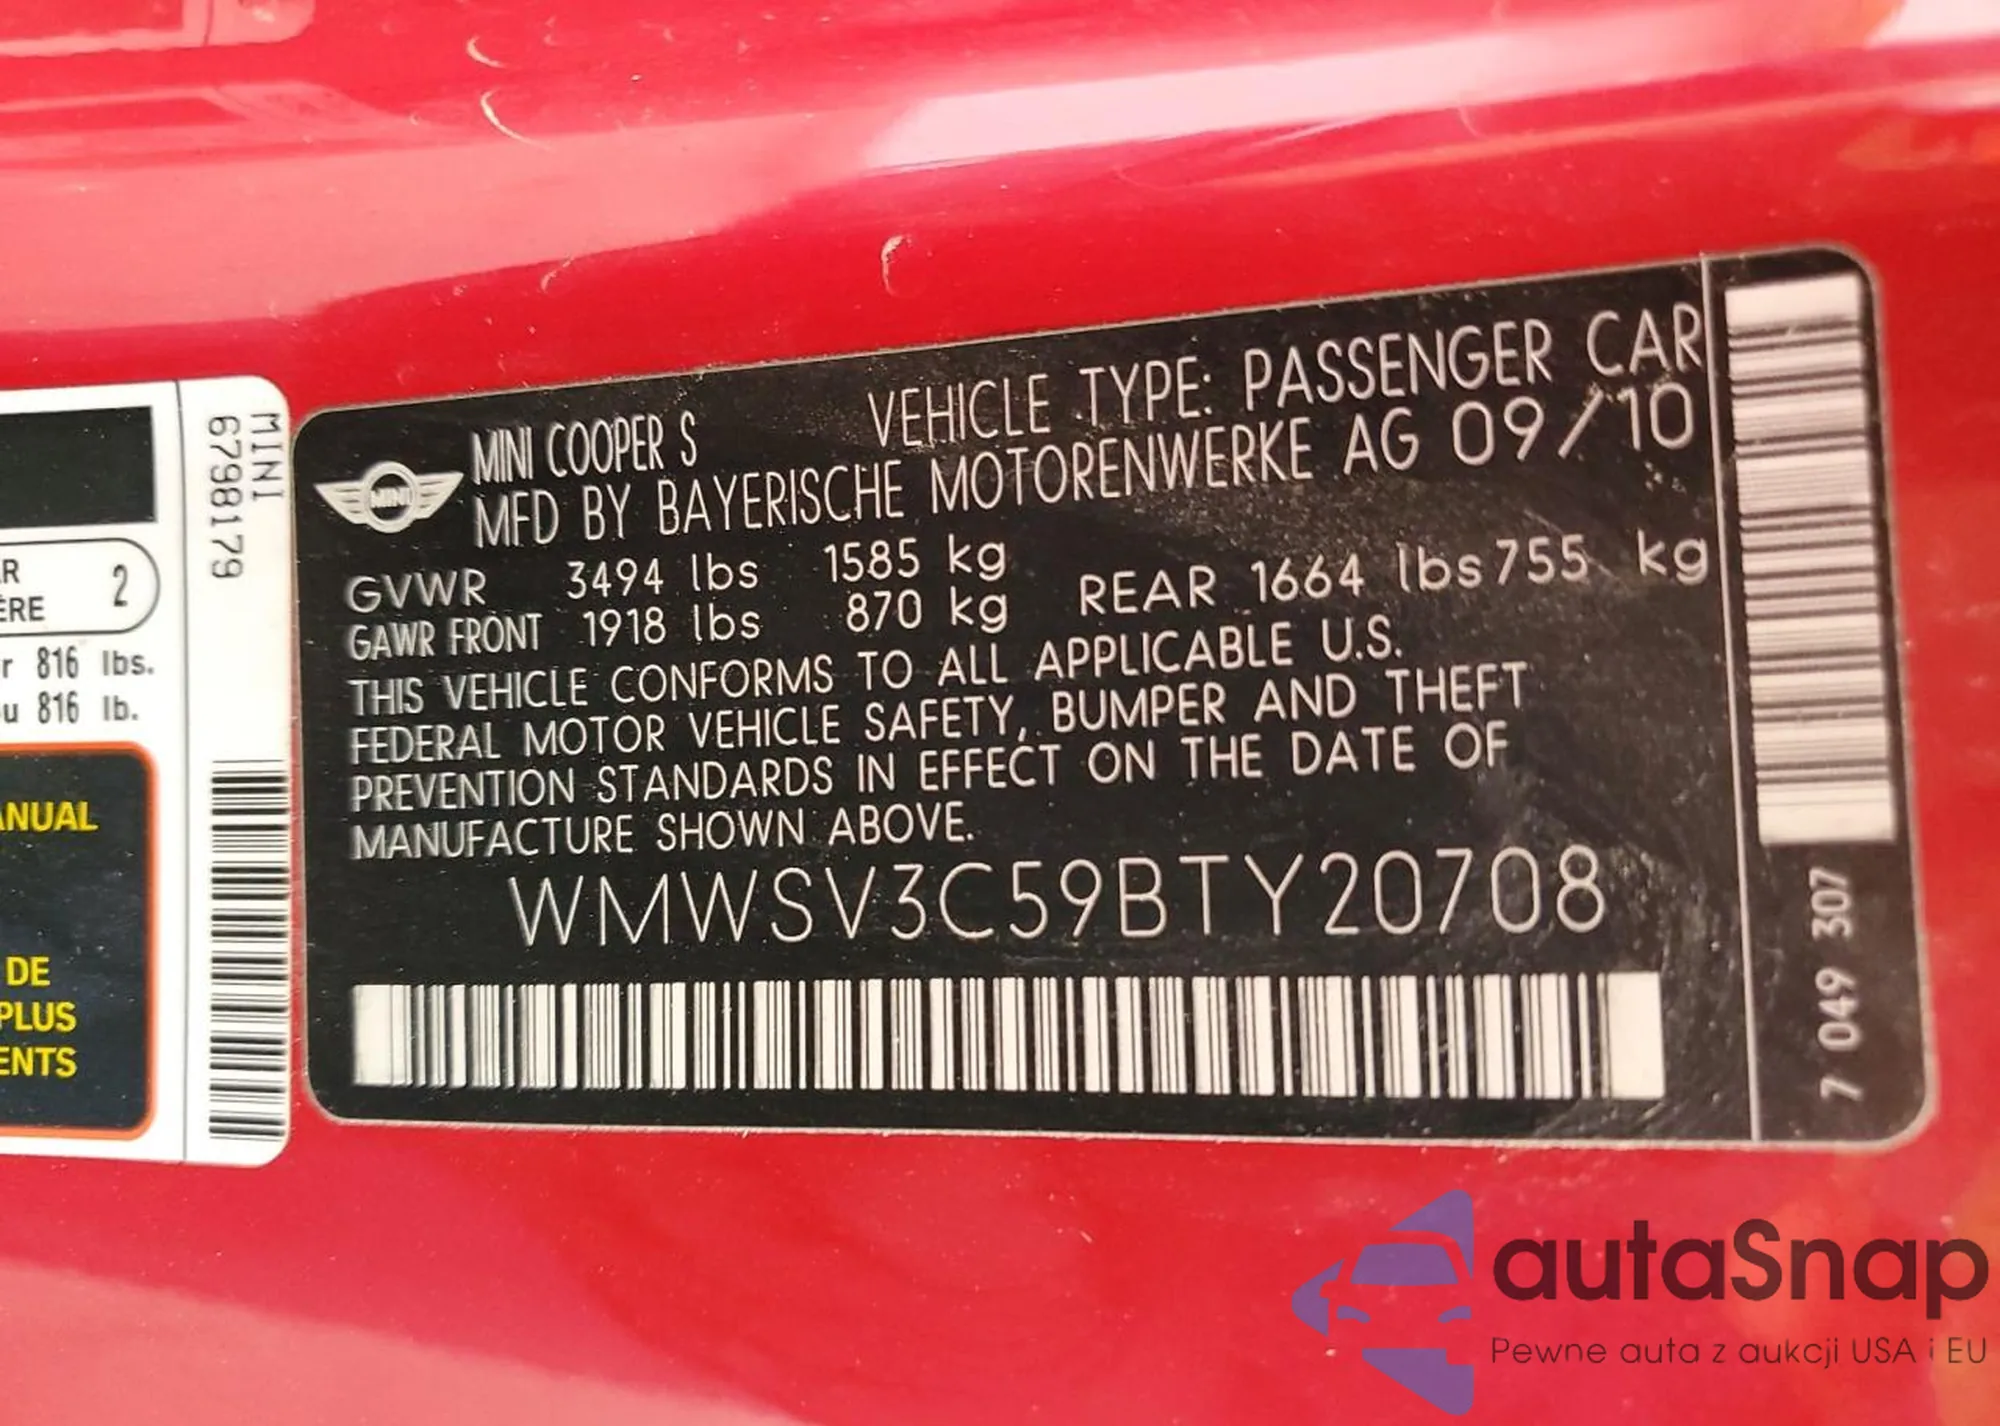 MINI
6798179
R
ÈRE
2
r 816 lbs.
u 816 lb.
ANUAL
DE
PLUS
ENTS
MINI
MINI COOPER S
VEHICLE TYPE: PASSENGER CAR
MFD BY BAYERISCHE MOTORENWERKE AG 09/10
GVWR 3494 lbs 1585 kg
GAWR FRONT 1918 lbs 870 kg REAR 1664 lbs 755 kg
THIS VEHICLE CONFORMS TO ALL APPLICABLE U.S.
FEDERAL MOTOR VEHICLE SAFETY, BUMPER AND THEFT
PREVENTION STANDARDS IN EFFECT ON THE DATE OF
MANUFACTURE SHOWN ABOVE.
WMWSV3C59BTY20708
7 049 307
autaSnap
Pewne auta z aukcji USA i EU